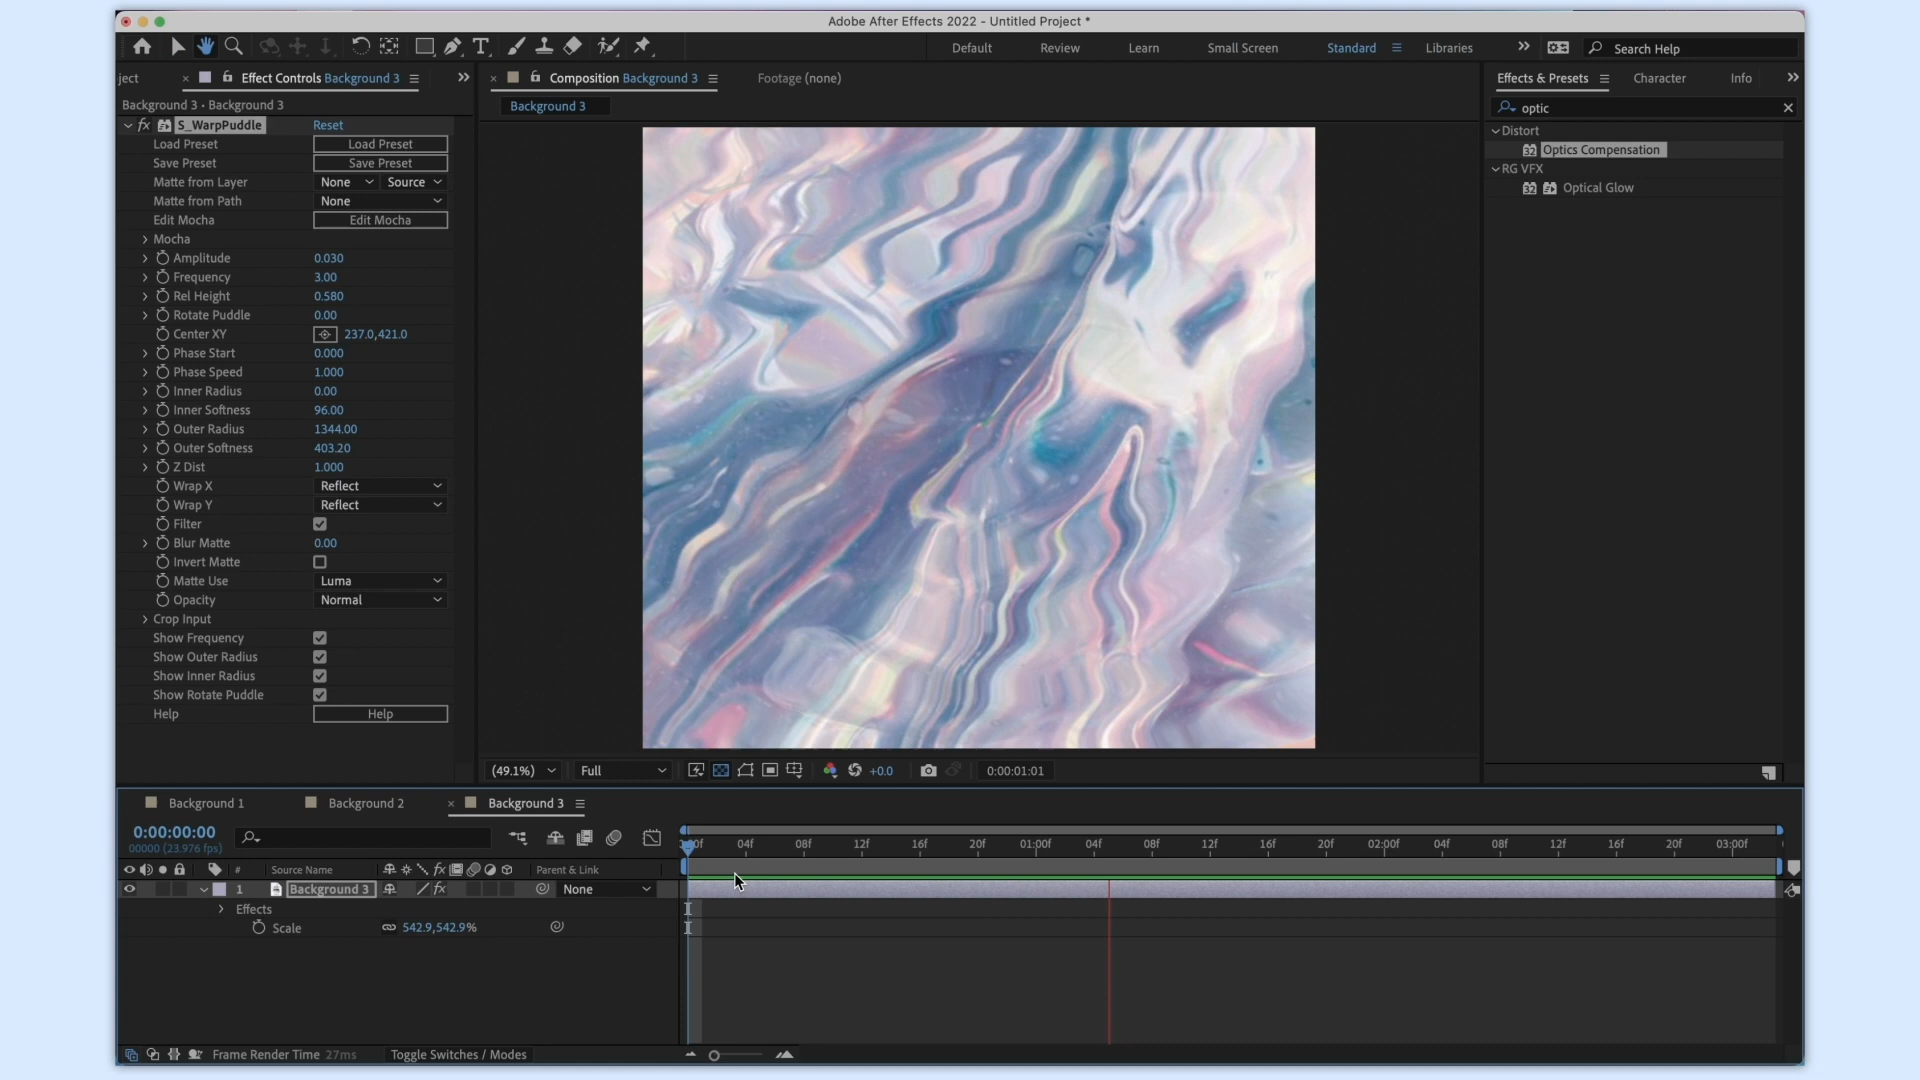 Adobe After Effects 2022 - Untitled Project *
Default Review Learn Small Screen Standard Libraries Search Help
ject Effect Controls Background 3 Composition Background 3 Footage (none) Effects & Presets Character Info
Background 3 • Background 3
Background 3
optic
fx S_WarpPuddle Reset
Load Preset Load Preset
Save Preset Save Preset
Matte from Layer None Source
Matte from Path None
Edit Mocha Edit Mocha
Mocha
Amplitude 0.030
Frequency 3.00
Rel Height 0.580
Rotate Puddle 0.00
Center XY 237.0,421.0
Phase Start 0.000
Phase Speed 1.000
Inner Radius 0.00
Inner Softness 96.00
Outer Radius 1344.00
Outer Softness 403.20
Z Dist 1.000
Wrap X Reflect
Wrap Y Reflect
Filter
Blur Matte 0.00
Invert Matte
Matte Use Luma
Opacity Normal
Crop Input
Show Frequency
Show Outer Radius
Show Inner Radius
Show Rotate Puddle
Help Help
Distort
32 Optics Compensation
RG VFX
32 Optical Glow
(49.1%) Full +0.0 0:00:01:01
Background 1 Background 2 Background 3
0:00:00:00
00000 (23.976 fps)
04f 08f 12f 16f 20f 01:00f 04f 08f 12f 16f 20f 02:00f 04f 08f 12f 16f 20f 03:00f
# Source Name fx Parent & Link
1 Background 3 fx None
Effects
Scale 542.9,542.9%
Frame Render Time 27ms Toggle Switches / Modes